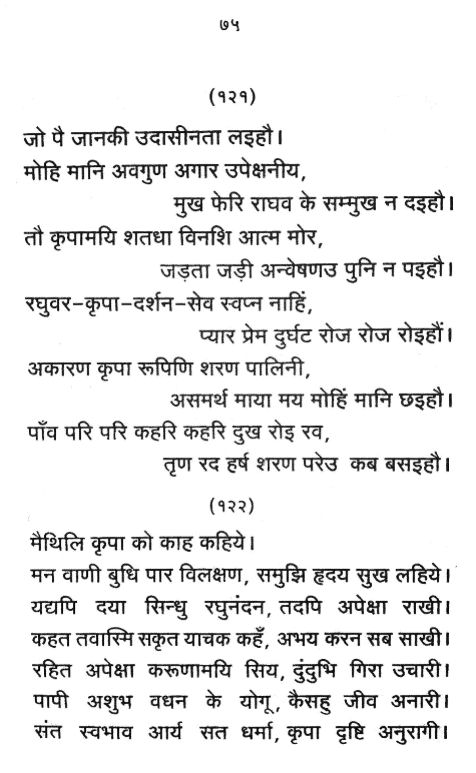 ७५
(१२१)
जो पै जानकी उदासीनता लइहौ।
मोहि मानि अवगुण अगार उपेक्षनीय,
मुख फेरि राघव के सम्मुख न दइहौ।
तौ कृपामयि शतधा विनशि आत्म मोर,
जड़ता जड़ी अन्वेषणउ पुनि न पइहौ।
रघुवर-कृपा-दर्शन-सेव स्वप्न नाहिं,
प्यार प्रेम दुर्घट रोज रोज रोइहौं।
अकारण कृपा रूपिणि शरण पालिनी,
असमर्थ माया मय मोहिं मानि छइहौ।
पाँव परि परि कहरि कहरि दुख रोइ रव,
तृण रद हर्ष शरण परेउ कब बसइहौ।
(१२२)
मैथिलि कृपा को काह कहिये।
मन वाणी बुधि पार विलक्षण, समुझि हृदय सुख लहिये।
यद्यपि दया सिन्धु रघुनंदन, तदपि अपेक्षा राखी।
कहत तवास्मि सकृत याचक कहँ, अभय करन सब साखी।
रहित अपेक्षा करूणामयि सिय, दुंदुभि गिरा उचारी।
पापी अशुभ वधन के योगू, कैसहु जीव अनारी।
संत स्वभाव आर्य सत धर्मा, कृपा दृष्टि अनुरागी।